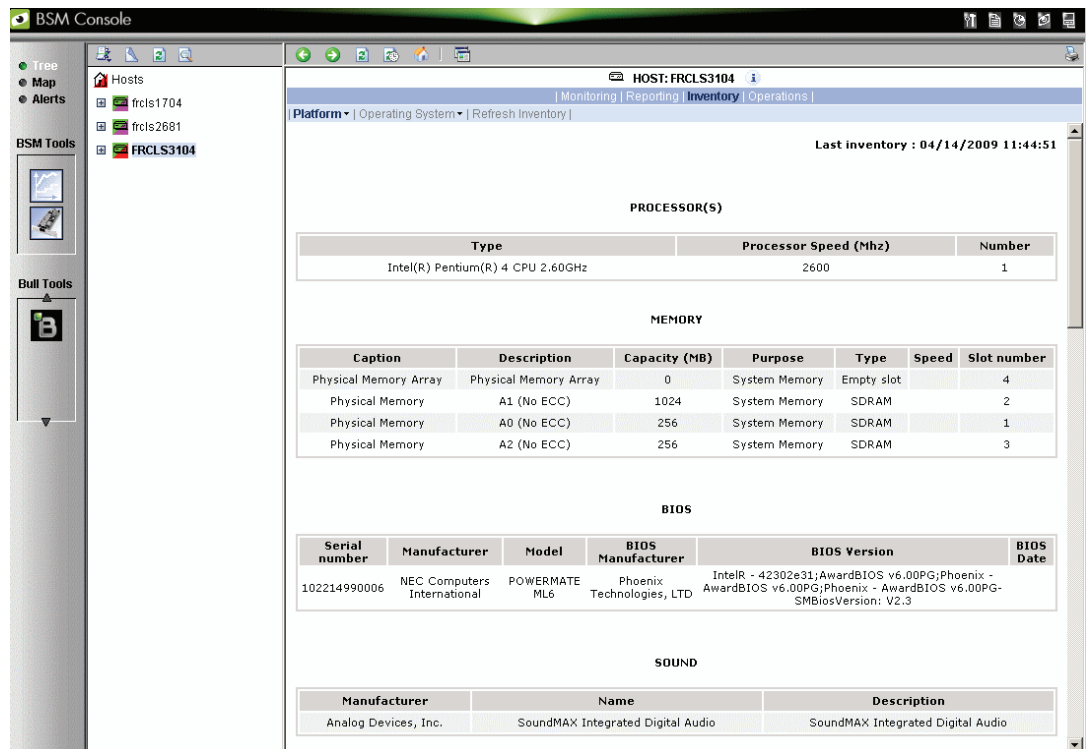 BSM Console
Tree
Map
Alerts
BSM Tools
Bull Tools
B
Hosts
frcls1704
frcls2681
FRCLS3104
HOST: FRCLS3104 i
| Monitoring | Reporting | Inventory | Operations |
| Platform | Operating System | Refresh Inventory |
Last inventory : 04/14/2009 11:44:51
PROCESSOR(S)
Type Processor Speed (Mhz) Number
Intel(R) Pentium(R) 4 CPU 2.60GHz 2600 1
MEMORY
Caption Description Capacity (MB) Purpose Type Speed Slot number
Physical Memory Array Physical Memory Array 0 System Memory Empty slot 4
Physical Memory A1 (No ECC) 1024 System Memory SDRAM 2
Physical Memory A0 (No ECC) 256 System Memory SDRAM 1
Physical Memory A2 (No ECC) 256 System Memory SDRAM 3
BIOS
Serial number Manufacturer Model BIOS Manufacturer BIOS Version BIOS Date
102214990006 NEC Computers International POWERMATE ML6 Phoenix Technologies, LTD IntelR - 42302e31;AwardBIOS v6.00PG;Phoenix - AwardBIOS v6.00PG;Phoenix - AwardBIOS v6.00PG-SMBiosVersion: V2.3
SOUND
Manufacturer Name Description
Analog Devices, Inc. SoundMAX Integrated Digital Audio SoundMAX Integrated Digital Audio